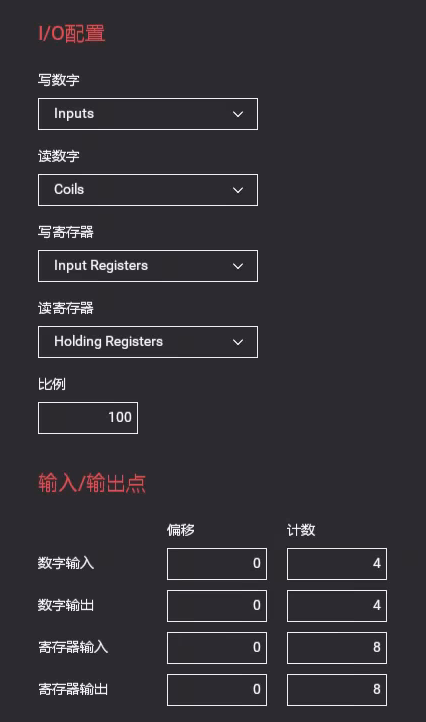 I/O配置
写数字
Inputs
读数字
Coils
写寄存器
Input Registers
读寄存器
Holding Registers
比例
100
输入/输出点
偏移 计数
数字输入 0 4
数字输出 0 4
寄存器输入 0 8
寄存器输出 0 8